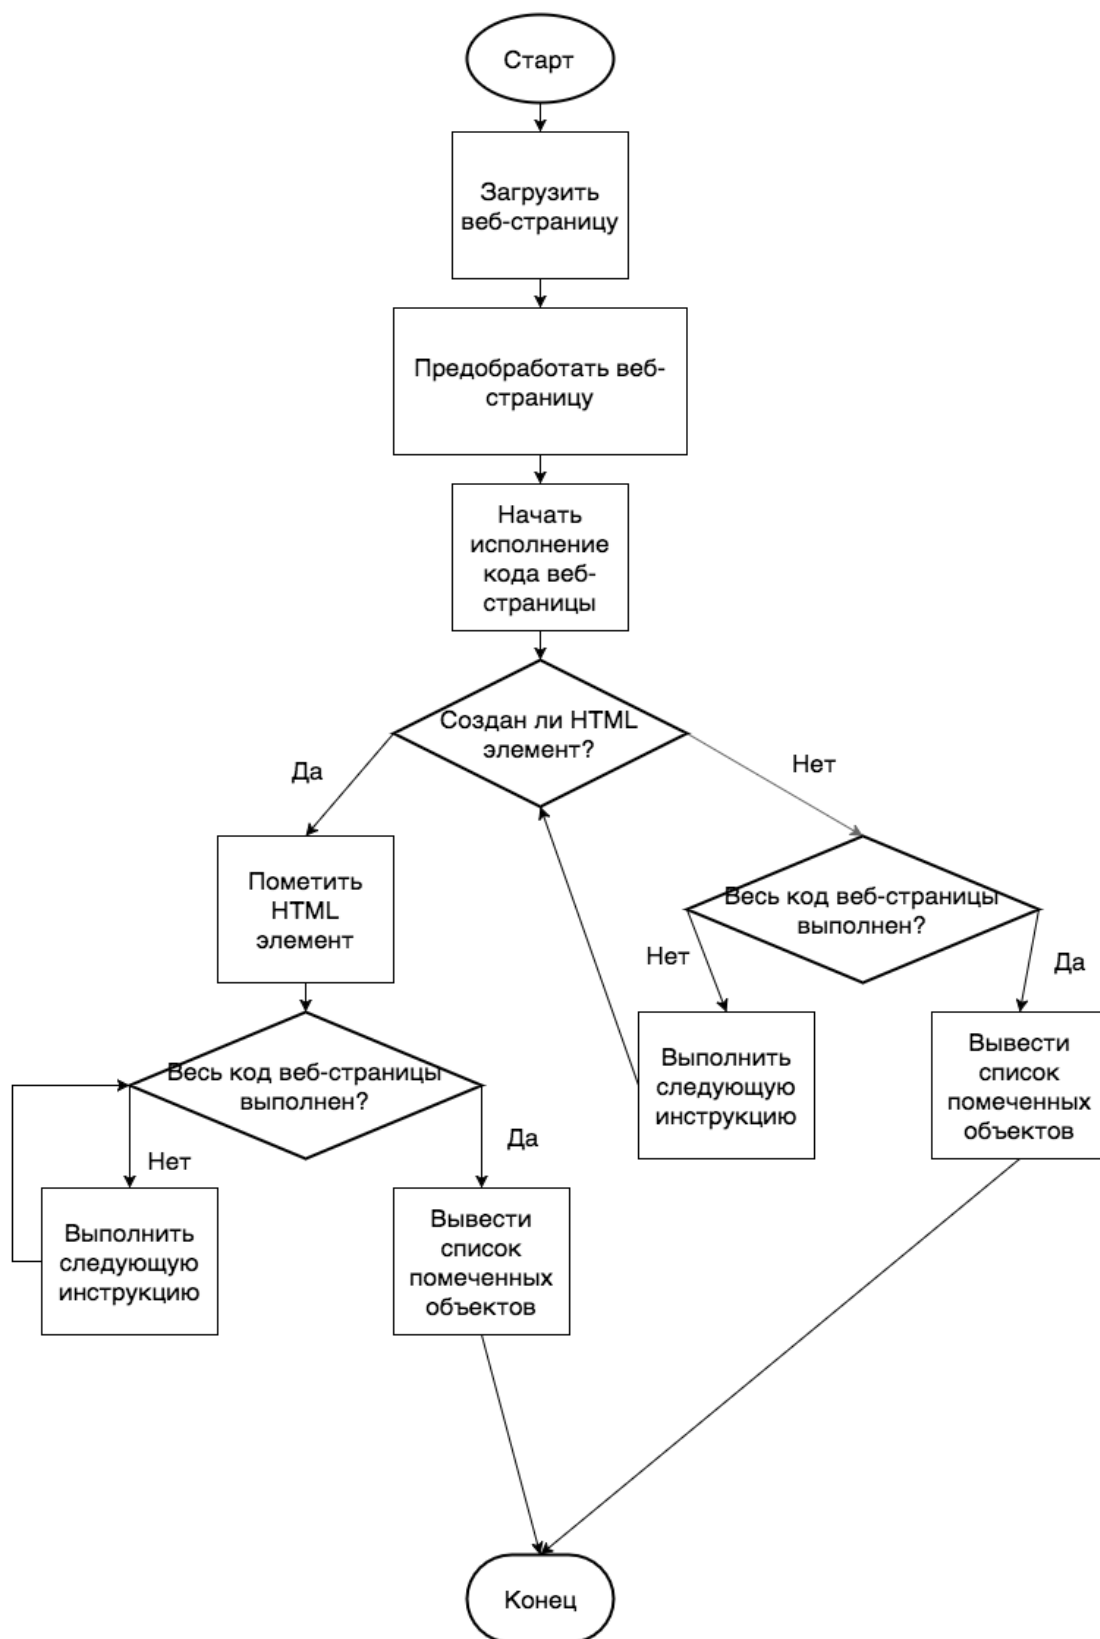 Старт
Загрузить
веб-страницу
Предобработать веб-
страницу
Начать
исполнение
кода веб-
страницы
Создан ли HTML
элемент?
Да
Нет
Пометить
HTML
элемент
Весь код веб-страницы
выполнен?
Нет
Да
Выполнить
следующую
инструкцию
Вывести
список
помеченных
объектов
Весь код веб-страницы
выполнен?
Нет
Да
Выполнить
следующую
инструкцию
Вывести
список
помеченных
объектов
Конец